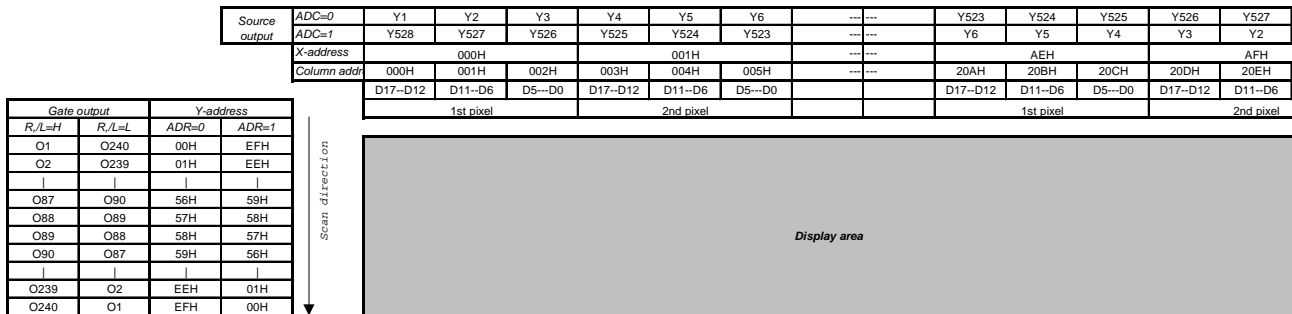 Source output ADC=0 Y1 Y2 Y3 Y4 Y5 Y6 --- --- Y523 Y524 Y525 Y526 Y527
ADC=1 Y528 Y527 Y526 Y525 Y524 Y523 --- --- Y6 Y5 Y4 Y3 Y2
X-address 000H 001H --- --- AEH AFH
Column addr 000H 001H 002H 003H 004H 005H --- --- 20AH 20BH 20CH 20DH 20EH
D17--D12 D11--D6 D5---D0 D17--D12 D11--D6 D5---D0 D17--D12 D11--D6 D5---D0 D17--D12 D11--D6
1st pixel 2nd pixel 1st pixel 2nd pixel
Gate output Y-address
R,/L=H R,/L=L ADR=0 ADR=1
O1 O240 00H EFH
O2 O239 01H EEH
| | | |
O87 O90 56H 59H
O88 O89 57H 58H
O89 O88 58H 57H
O90 O87 59H 56H
| | | |
O239 O2 EEH 01H
O240 O1 EFH 00H
Scan direction
Display area